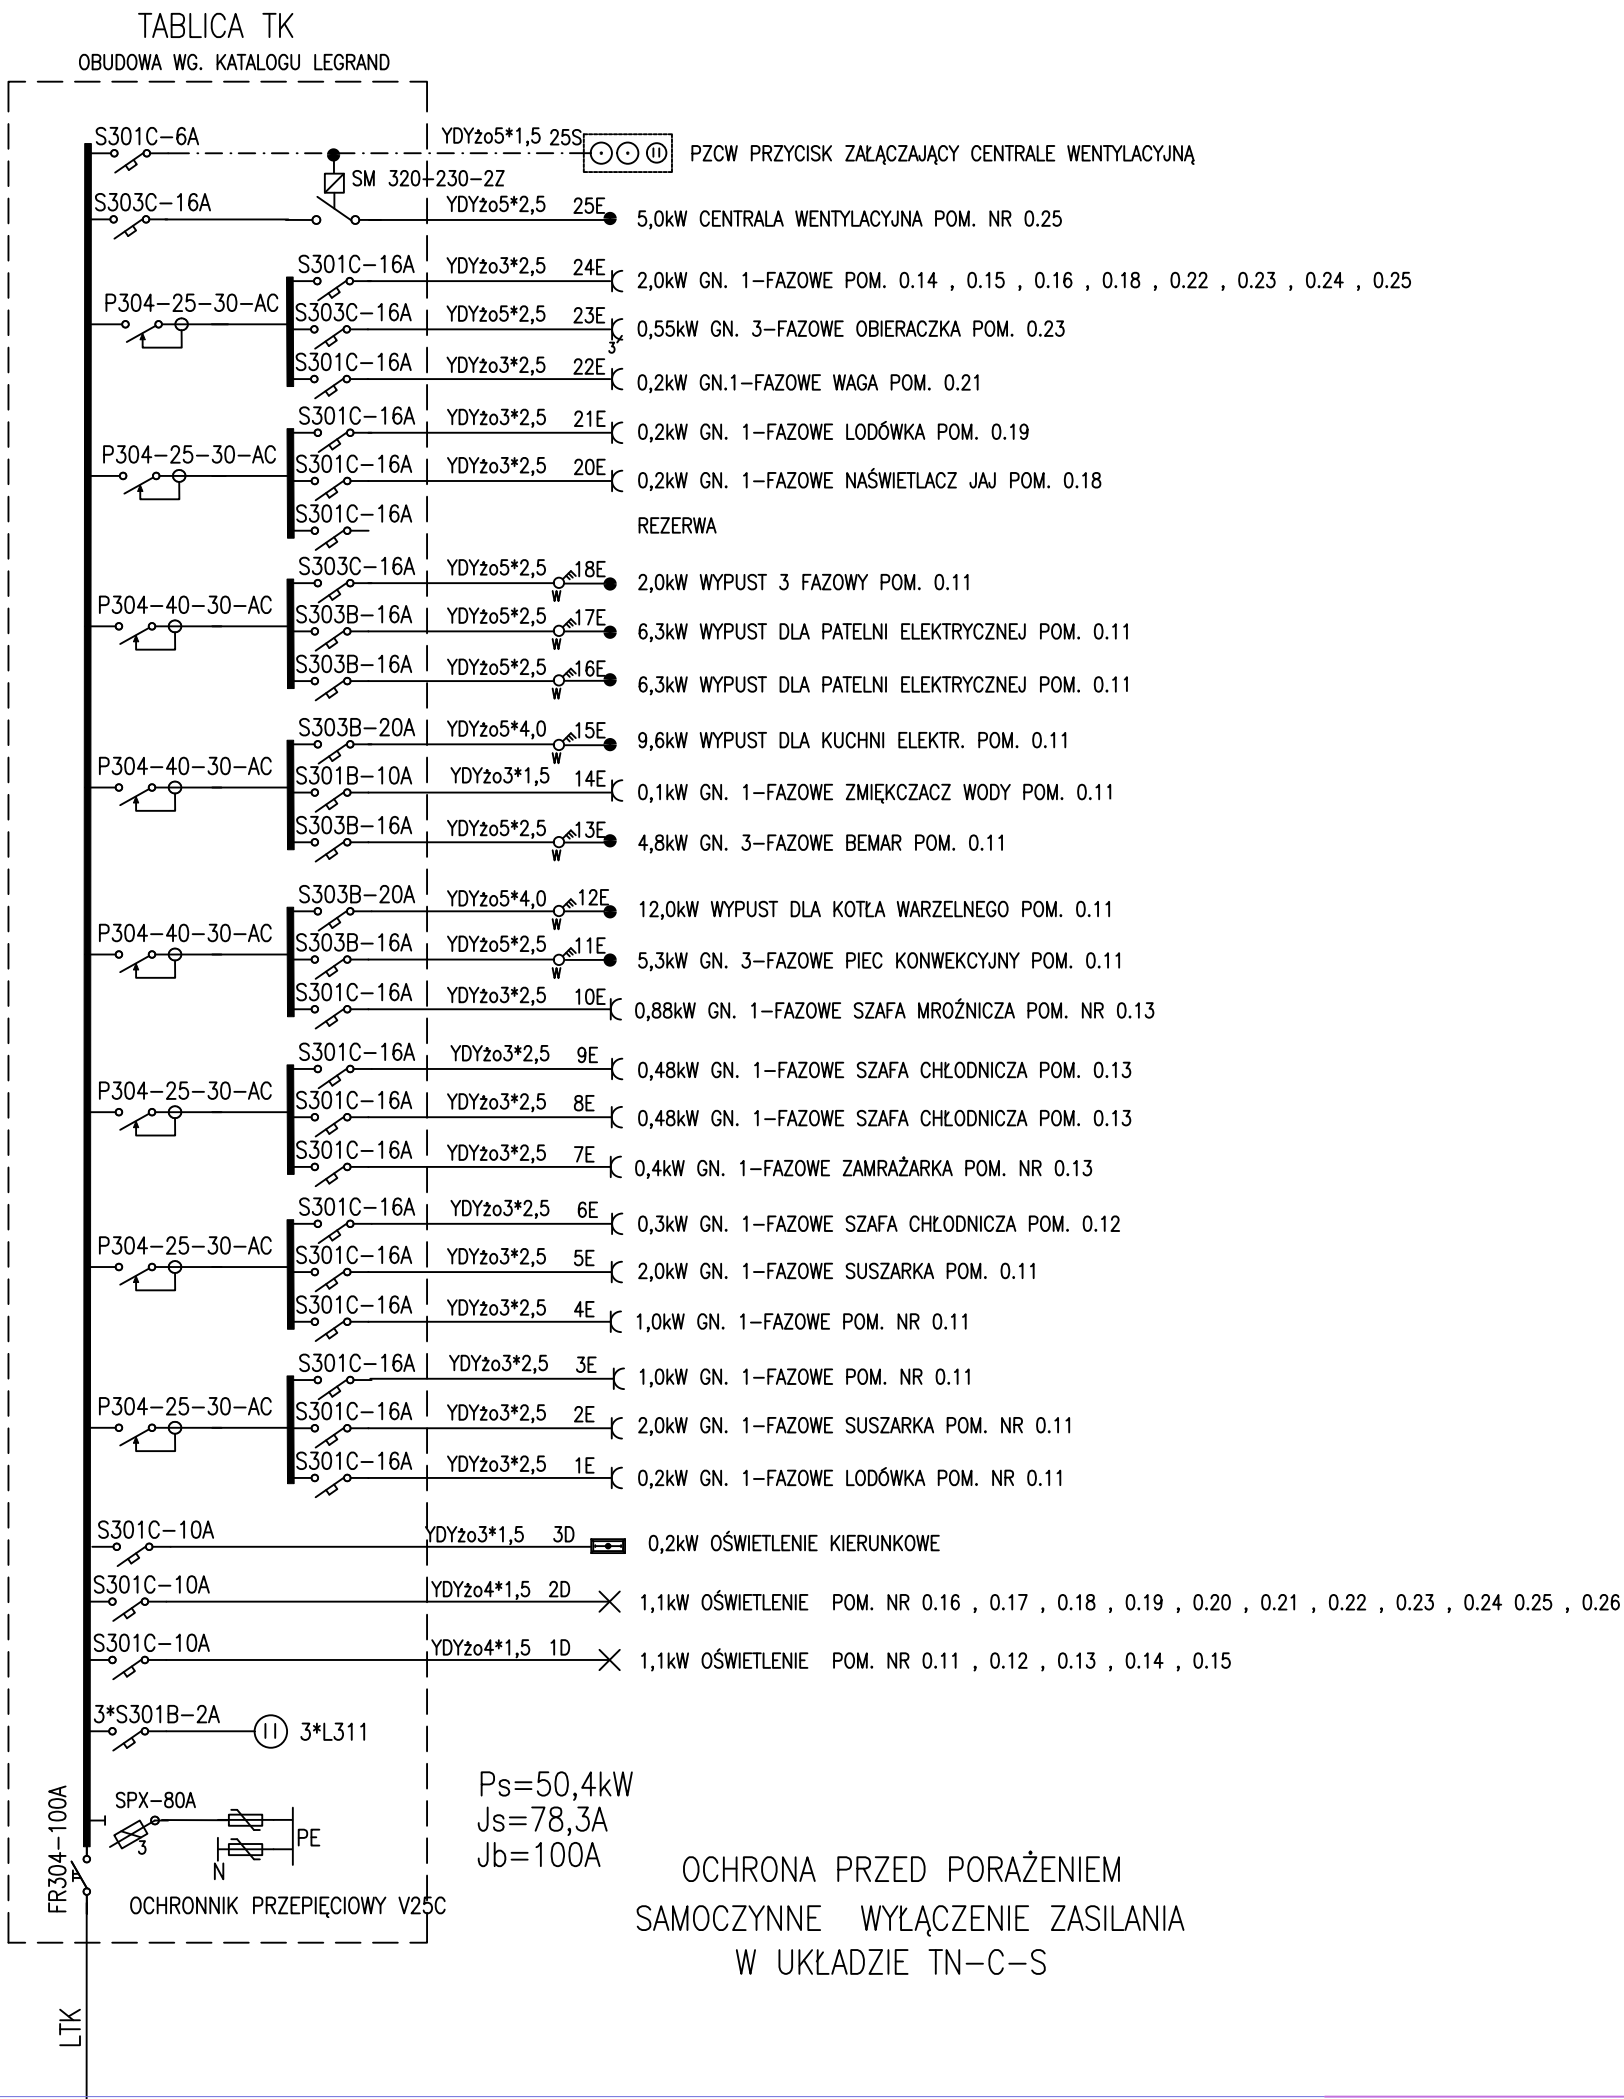 TABLICA TK
OBUDOWA WG. KATALOGU LEGRAND
S301C-6A YDYżo5*1,5 25S PZCW PRZYCISK ZAŁĄCZAJĄCY CENTRALE WENTYLACYJNĄ
SM 320-230-2Z
S303C-16A YDYżo5*2,5 25E 5,0kW CENTRALA WENTYLACYJNA POM. NR 0.25
S301C-16A YDYżo3*2,5 24E 2,0kW GN. 1-FAZOWE POM. 0.14 , 0.15 , 0.16 , 0.18 , 0.22 , 0.23 , 0.24 , 0.25
P304-25-30-AC
S303C-16A YDYżo5*2,5 23E 3 0,55kW GN. 3-FAZOWE OBIERACZKA POM. 0.23
S301C-16A YDYżo3*2,5 22E 0,2kW GN.1-FAZOWE WAGA POM. 0.21
S301C-16A YDYżo3*2,5 21E 0,2kW GN. 1-FAZOWE LODÓWKA POM. 0.19
P304-25-30-AC
S301C-16A YDYżo3*2,5 20E 0,2kW GN. 1-FAZOWE NAŚWIETLACZ JAJ POM. 0.18
S301C-16A REZERWA
S303C-16A YDYżo5*2,5 W 18E 2,0kW WYPUST 3 FAZOWY POM. 0.11
P304-40-30-AC
S303B-16A YDYżo5*2,5 W 17E 6,3kW WYPUST DLA PATELNI ELEKTRYCZNEJ POM. 0.11
S303B-16A YDYżo5*2,5 W 16E 6,3kW WYPUST DLA PATELNI ELEKTRYCZNEJ POM. 0.11
S303B-20A YDYżo5*4,0 W 15E 9,6kW WYPUST DLA KUCHNI ELEKTR. POM. 0.11
P304-40-30-AC
S301B-10A YDYżo3*1,5 14E 0,1kW GN. 1-FAZOWE ZMIĘKCZACZ WODY POM. 0.11
S303B-16A YDYżo5*2,5 W 13E 4,8kW GN. 3-FAZOWE BEMAR POM. 0.11
S303B-20A YDYżo5*4,0 W 12E 12,0kW WYPUST DLA KOTŁA WARZELNEGO POM. 0.11
P304-40-30-AC
S303B-16A YDYżo5*2,5 W 11E 5,3kW GN. 3-FAZOWE PIEC KONWEKCYJNY POM. 0.11
S301C-16A YDYżo3*2,5 10E 0,88kW GN. 1-FAZOWE SZAFA MROŹNICZA POM. NR 0.13
S301C-16A YDYżo3*2,5 9E 0,48kW GN. 1-FAZOWE SZAFA CHŁODNICZA POM. 0.13
P304-25-30-AC
S301C-16A YDYżo3*2,5 8E 0,48kW GN. 1-FAZOWE SZAFA CHŁODNICZA POM. 0.13
S301C-16A YDYżo3*2,5 7E 0,4kW GN. 1-FAZOWE ZAMRAŻARKA POM. NR 0.13
S301C-16A YDYżo3*2,5 6E 0,3kW GN. 1-FAZOWE SZAFA CHŁODNICZA POM. 0.12
P304-25-30-AC
S301C-16A YDYżo3*2,5 5E 2,0kW GN. 1-FAZOWE SUSZARKA POM. 0.11
S301C-16A YDYżo3*2,5 4E 1,0kW GN. 1-FAZOWE POM. NR 0.11
S301C-16A YDYżo3*2,5 3E 1,0kW GN. 1-FAZOWE POM. NR 0.11
P304-25-30-AC
S301C-16A YDYżo3*2,5 2E 2,0kW GN. 1-FAZOWE SUSZARKA POM. NR 0.11
S301C-16A YDYżo3*2,5 1E 0,2kW GN. 1-FAZOWE LODÓWKA POM. NR 0.11
S301C-10A YDYżo3*1,5 3D 0,2kW OŚWIETLENIE KIERUNKOWE
S301C-10A YDYżo4*1,5 2D 1,1kW OŚWIETLENIE POM. NR 0.16 , 0.17 , 0.18 , 0.19 , 0.20 , 0.21 , 0.22 , 0.23 , 0.24 0.25 , 0.26
S301C-10A YDYżo4*1,5 1D 1,1kW OŚWIETLENIE POM. NR 0.11 , 0.12 , 0.13 , 0.14 , 0.15
3*S301B-2A 3*L311
Ps=50,4kW
Js=78,3A
Jb=100A
SPX-80A
3
PE
N
FR304-100A
OCHRONNIK PRZEPIĘCIOWY V25C
OCHRONA PRZED PORAŻENIEM
SAMOCZYNNE WYŁĄCZENIE ZASILANIA
W UKŁADZIE TN-C-S
LTK